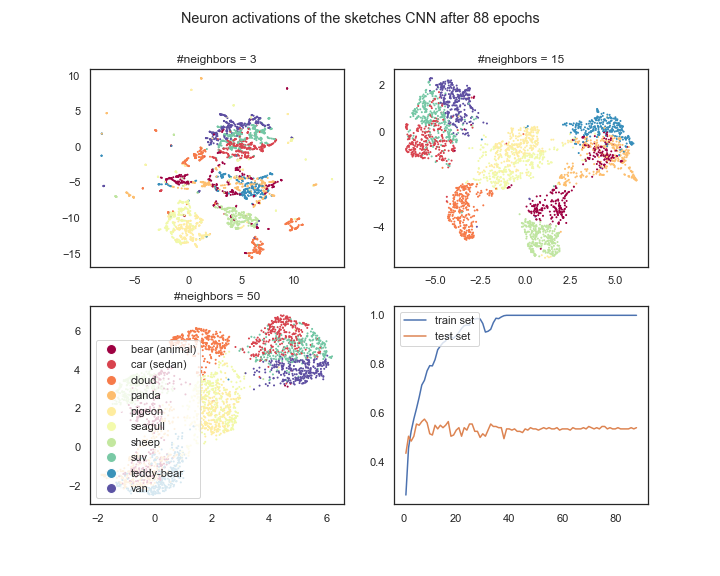 Neuron activations of the sketches CNN after 88 epochs
#neighbors = 3
10
5
0
−5
−10
−15
−5
0
5
10
#neighbors = 15
2
0
−2
−4
−5.0
−2.5
0.0
2.5
5.0
#neighbors = 50
6
4
2
0
−2
−2
0
2
4
6
bear (animal)
car (sedan)
cloud
panda
pigeon
seagull
sheep
suv
teddy-bear
van
1.0
0.8
0.6
0.4
0
20
40
60
80
train set
test set